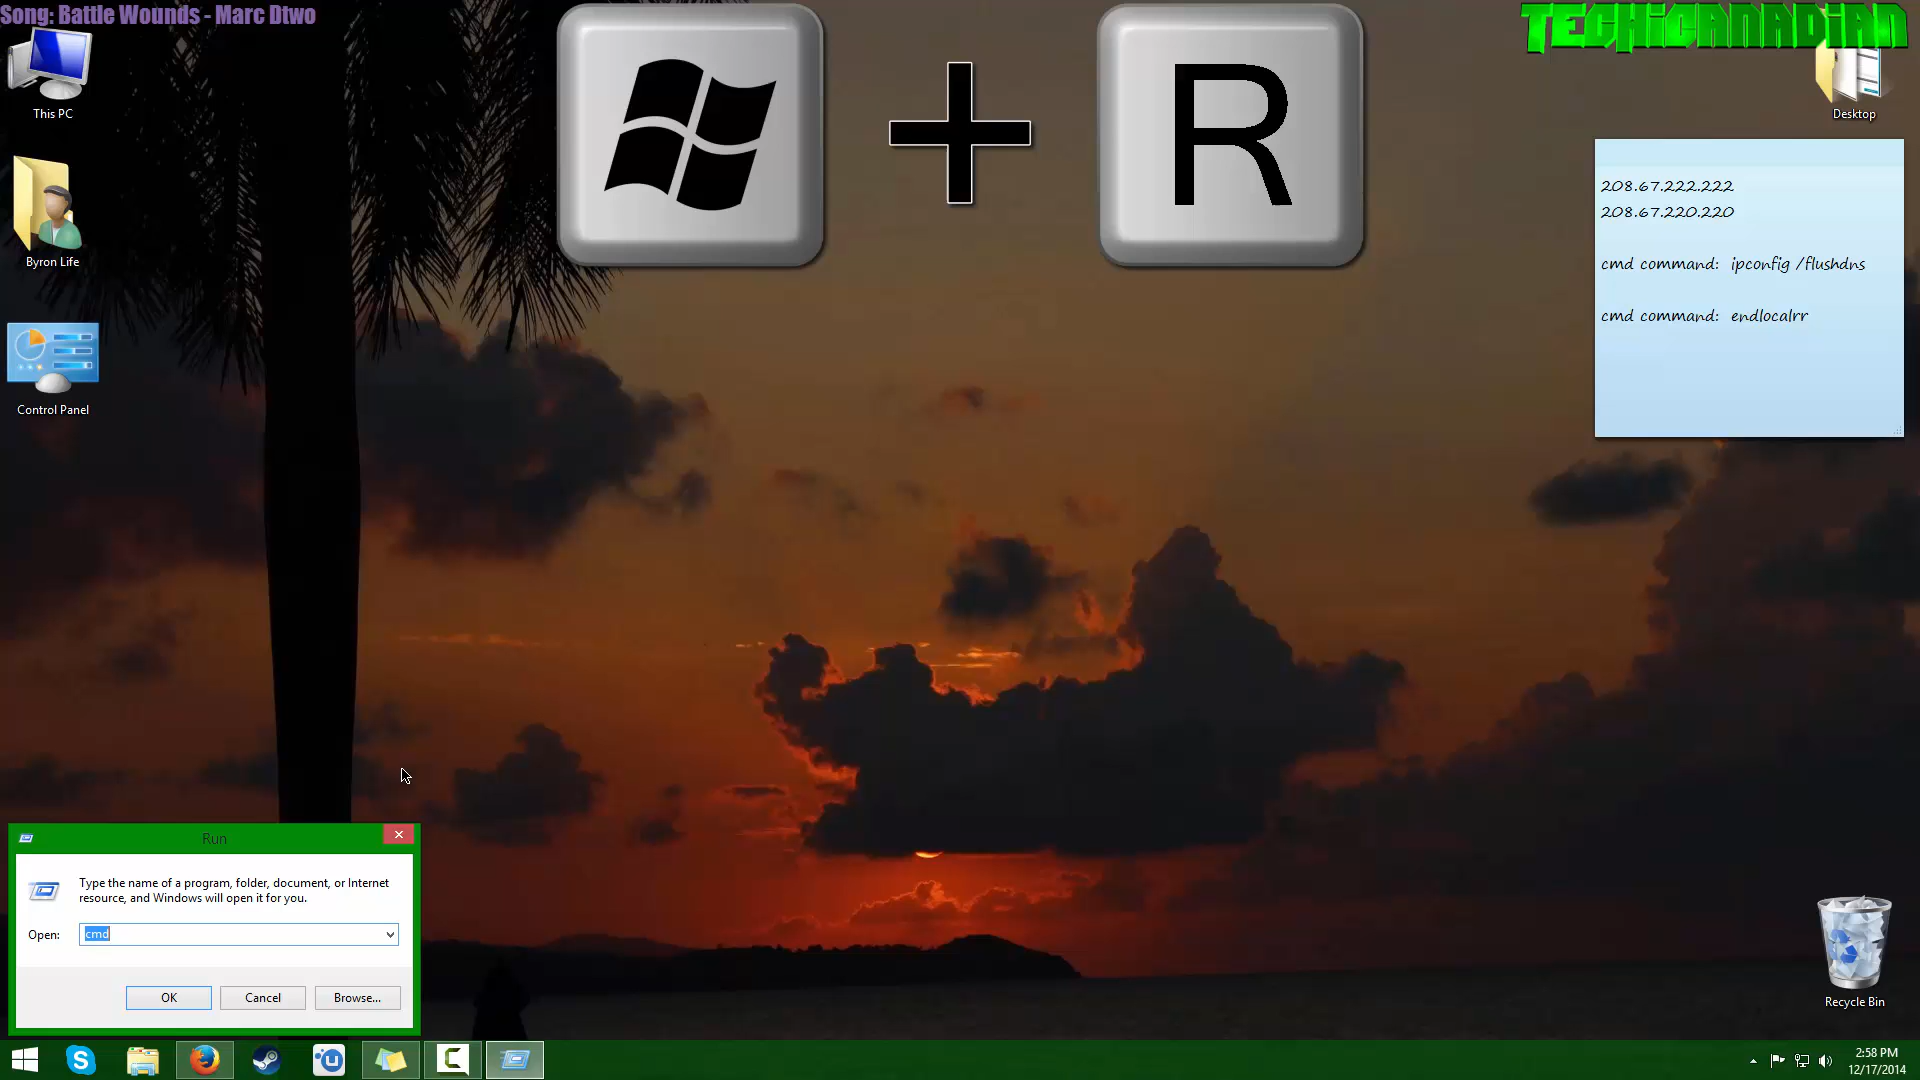 Song: Battle Wounds - Marc Dtwo
TECHiCANADiAN
R
This PC
Desktop
208.67.222.222
208.67.220.220
cmd command: ipconfig /flushdns
cmd command: endlocalrr
Byron Life
Control Panel
Run
Type the name of a program, folder, document, or Internet
resource, and Windows will open it for you.
Open: cmd
OK Cancel Browse...
Recycle Bin
2:58 PM
12/17/2014